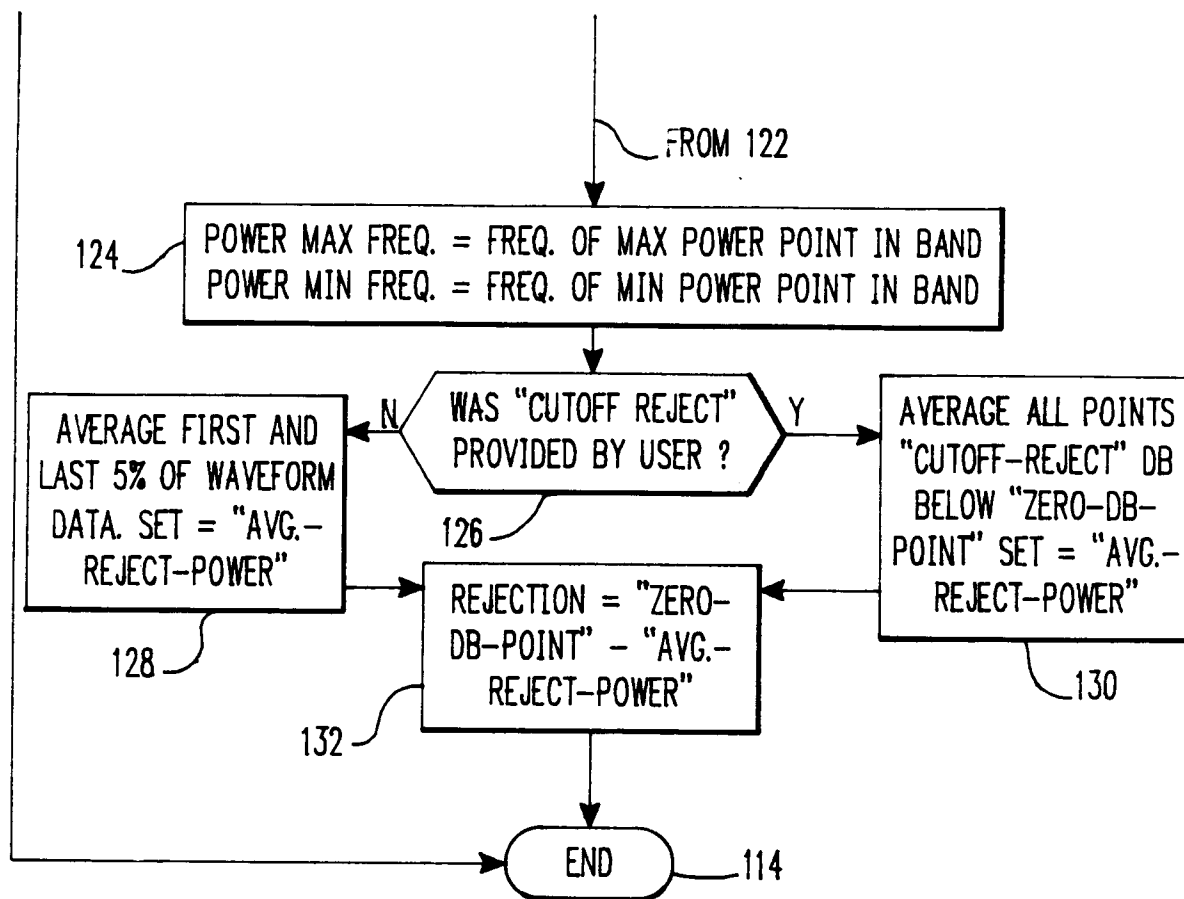 FROM 122
124
POWER MAX FREQ. = FREQ. OF MAX POWER POINT IN BAND
POWER MIN FREQ. = FREQ. OF MIN POWER POINT IN BAND
WAS "CUTOFF REJECT"
PROVIDED BY USER ?
N
Y
126
AVERAGE FIRST AND
LAST 5% OF WAVEFORM
DATA. SET = "AVG.-
REJECT-POWER"
128
AVERAGE ALL POINTS
"CUTOFF-REJECT" DB
BELOW "ZERO-DB-
POINT" SET = "AVG.-
REJECT-POWER"
130
REJECTION = "ZERO-
DB-POINT" - "AVG.-
REJECT-POWER"
132
END
114